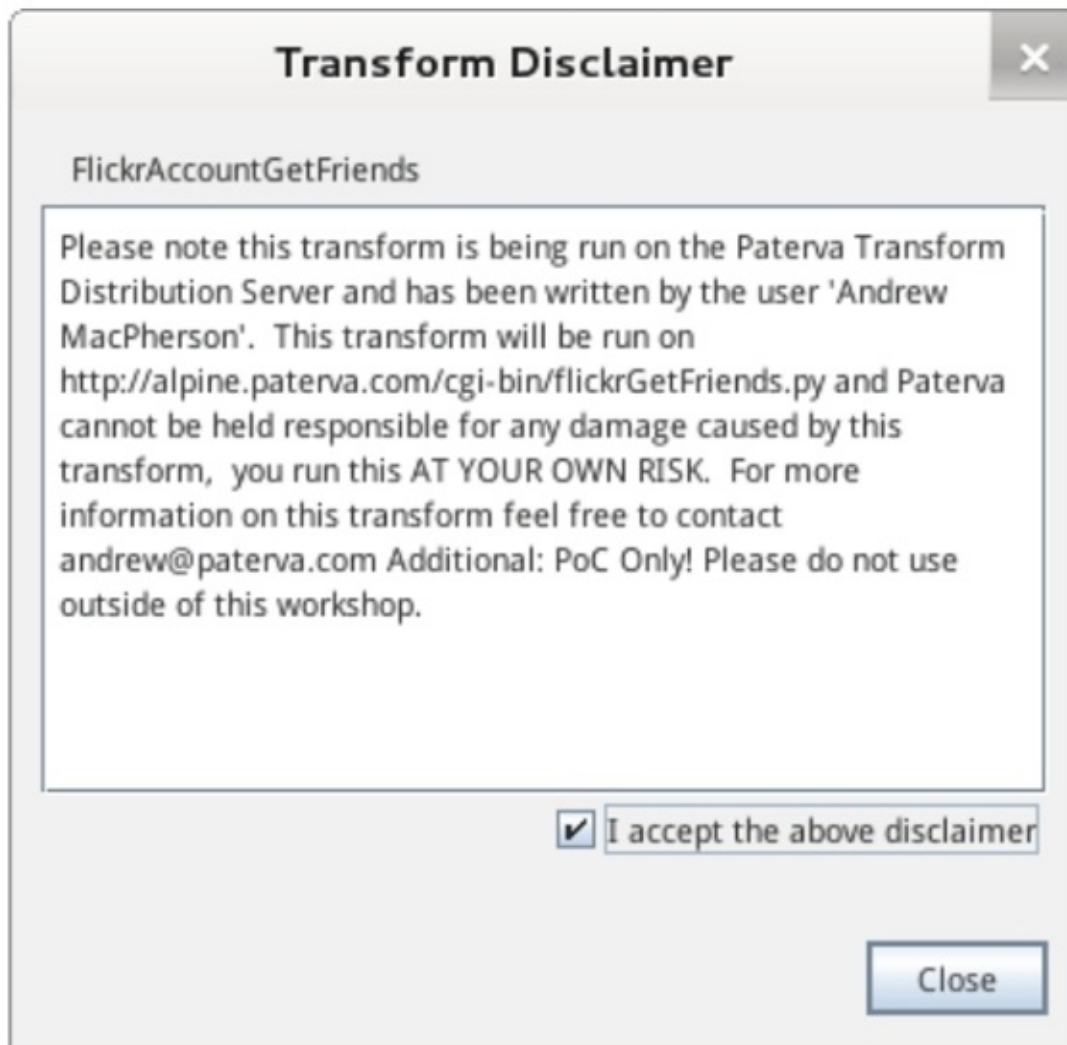 Transform Disclaimer
FlickrAccountGetFriends
Please note this transform is being run on the Paterva Transform
Distribution Server and has been written by the user 'Andrew
MacPherson'.  This transform will be run on
http://alpine.paterva.com/cgi-bin/flickrGetFriends.py and Paterva
cannot be held responsible for any damage caused by this
transform,  you run this AT YOUR OWN RISK.  For more
information on this transform feel free to contact
andrew@paterva.com Additional: PoC Only! Please do not use
outside of this workshop.
I accept the above disclaimer
Close